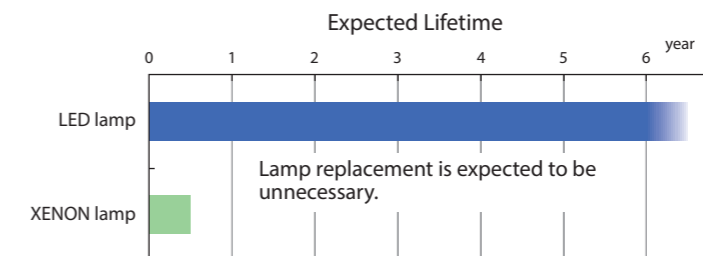 Expected Lifetime
0 1 2 3 4 5 6 year
LED lamp
Lamp replacement is expected to be
unnecessary.
XENON lamp